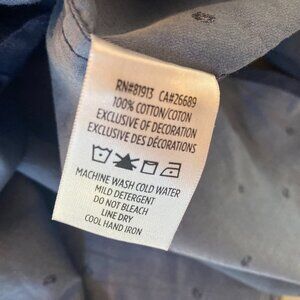 RN#81913 CA#26689
100% COTTON/COTON
EXCLUSIVE OF DECORATION
EXCLUSIVE DES DÉCORATIONS
MACHINE WASH COLD WATER
MILD DETERGENT
DO NOT BLEACH
LINE DRY
COOL HAND IRON